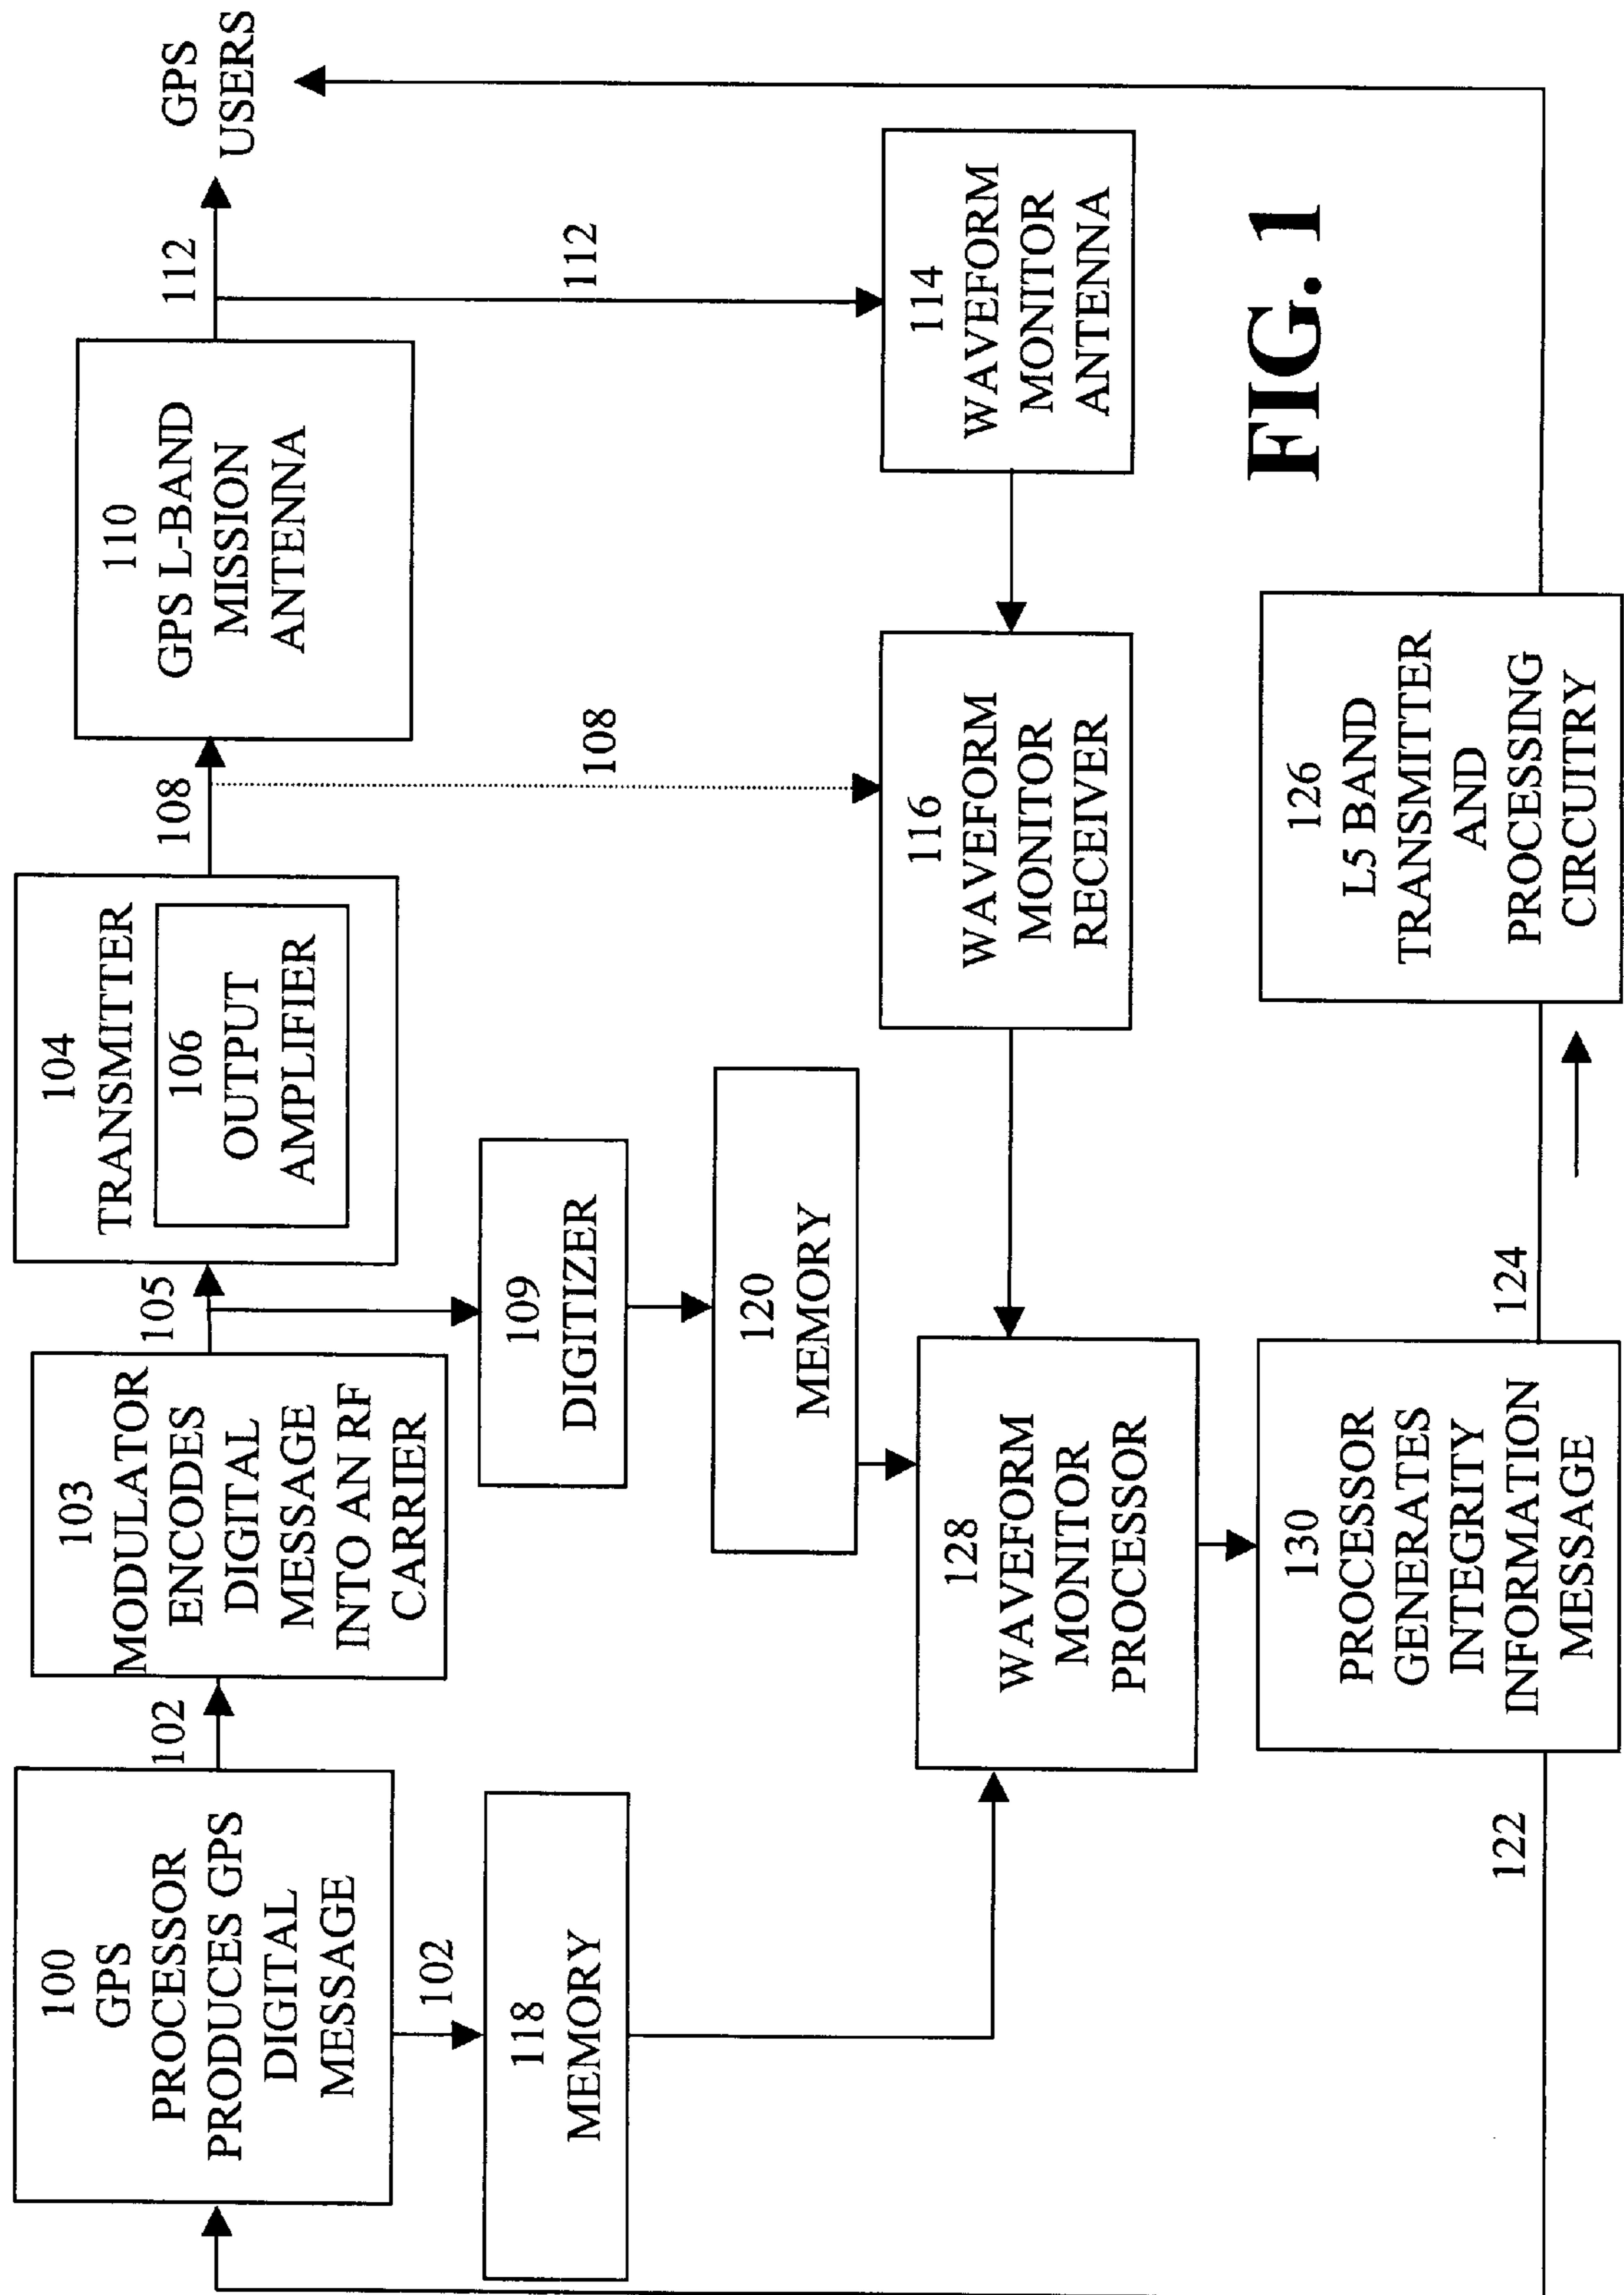 100
GPS
PROCESSOR
PRODUCES GPS
DIGITAL
MESSAGE
102
103
MODULATOR
ENCODES
DIGITAL
MESSAGE
INTO AN RF
CARRIER
105
104
TRANSMITTER
106
OUTPUT
AMPLIFIER
108
110
GPS L-BAND
MISSION
ANTENNA
112
GPS
USERS
102
118
MEMORY
109
DIGITIZER
120
MEMORY
108
112
128
WAVEFORM
MONITOR
PROCESSOR
116
WAVEFORM
MONITOR
RECEIVER
114
WAVEFORM
MONITOR
ANTENNA
122
130
PROCESSOR
GENERATES
INTEGRITY
INFORMATION
MESSAGE
124
126
L5 BAND
TRANSMITTER
AND
PROCESSING
CIRCUITRY
FIG. 1